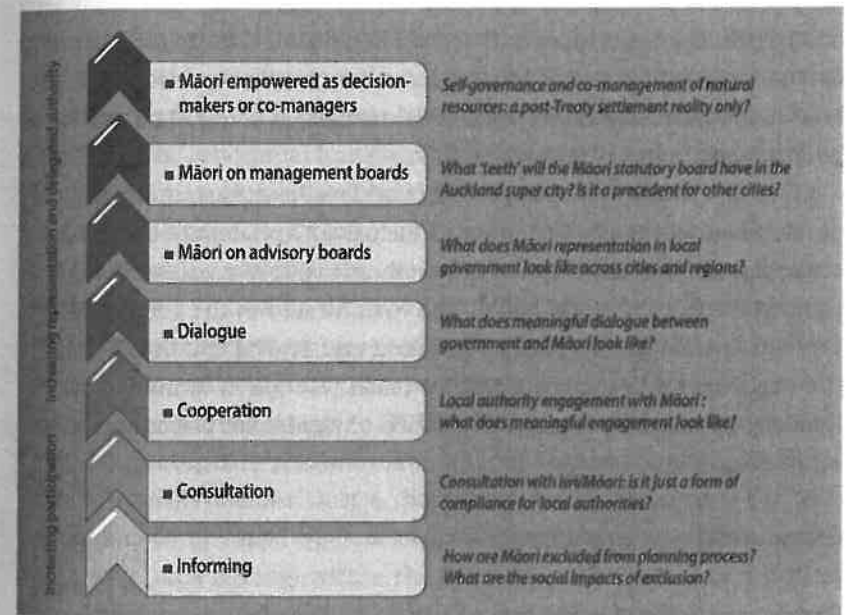 Increasing participation Increasing representation and delegated authority
■ Māori empowered as decision-
makers or co-managers
Self-governance and co-management of natural
resources: a post-Treaty settlement reality only?
■ Māori on management boards
What 'teeth' will the Māori statutory board have in the
Auckland super city? Is it a precedent for other cities?
■ Māori on advisory boards
What does Māori representation in local
government look like across cities and regions?
■ Dialogue
What does meaningful dialogue between
government and Māori look like?
■ Cooperation
Local authority engagement with Māori :
what does meaningful engagement look like?
■ Consultation
Consultation with iwi/Māori: is it just a form of
compliance for local authorities?
■ Informing
How are Māori excluded from planning process?
What are the social impacts of exclusion?